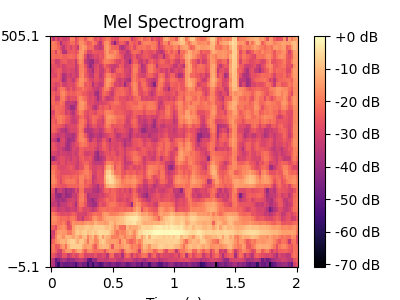 Mel Spectrogram
505.1
−5.1
0
0.5
1
1.5
2
+0 dB
-10 dB
-20 dB
-30 dB
-40 dB
-50 dB
-60 dB
-70 dB